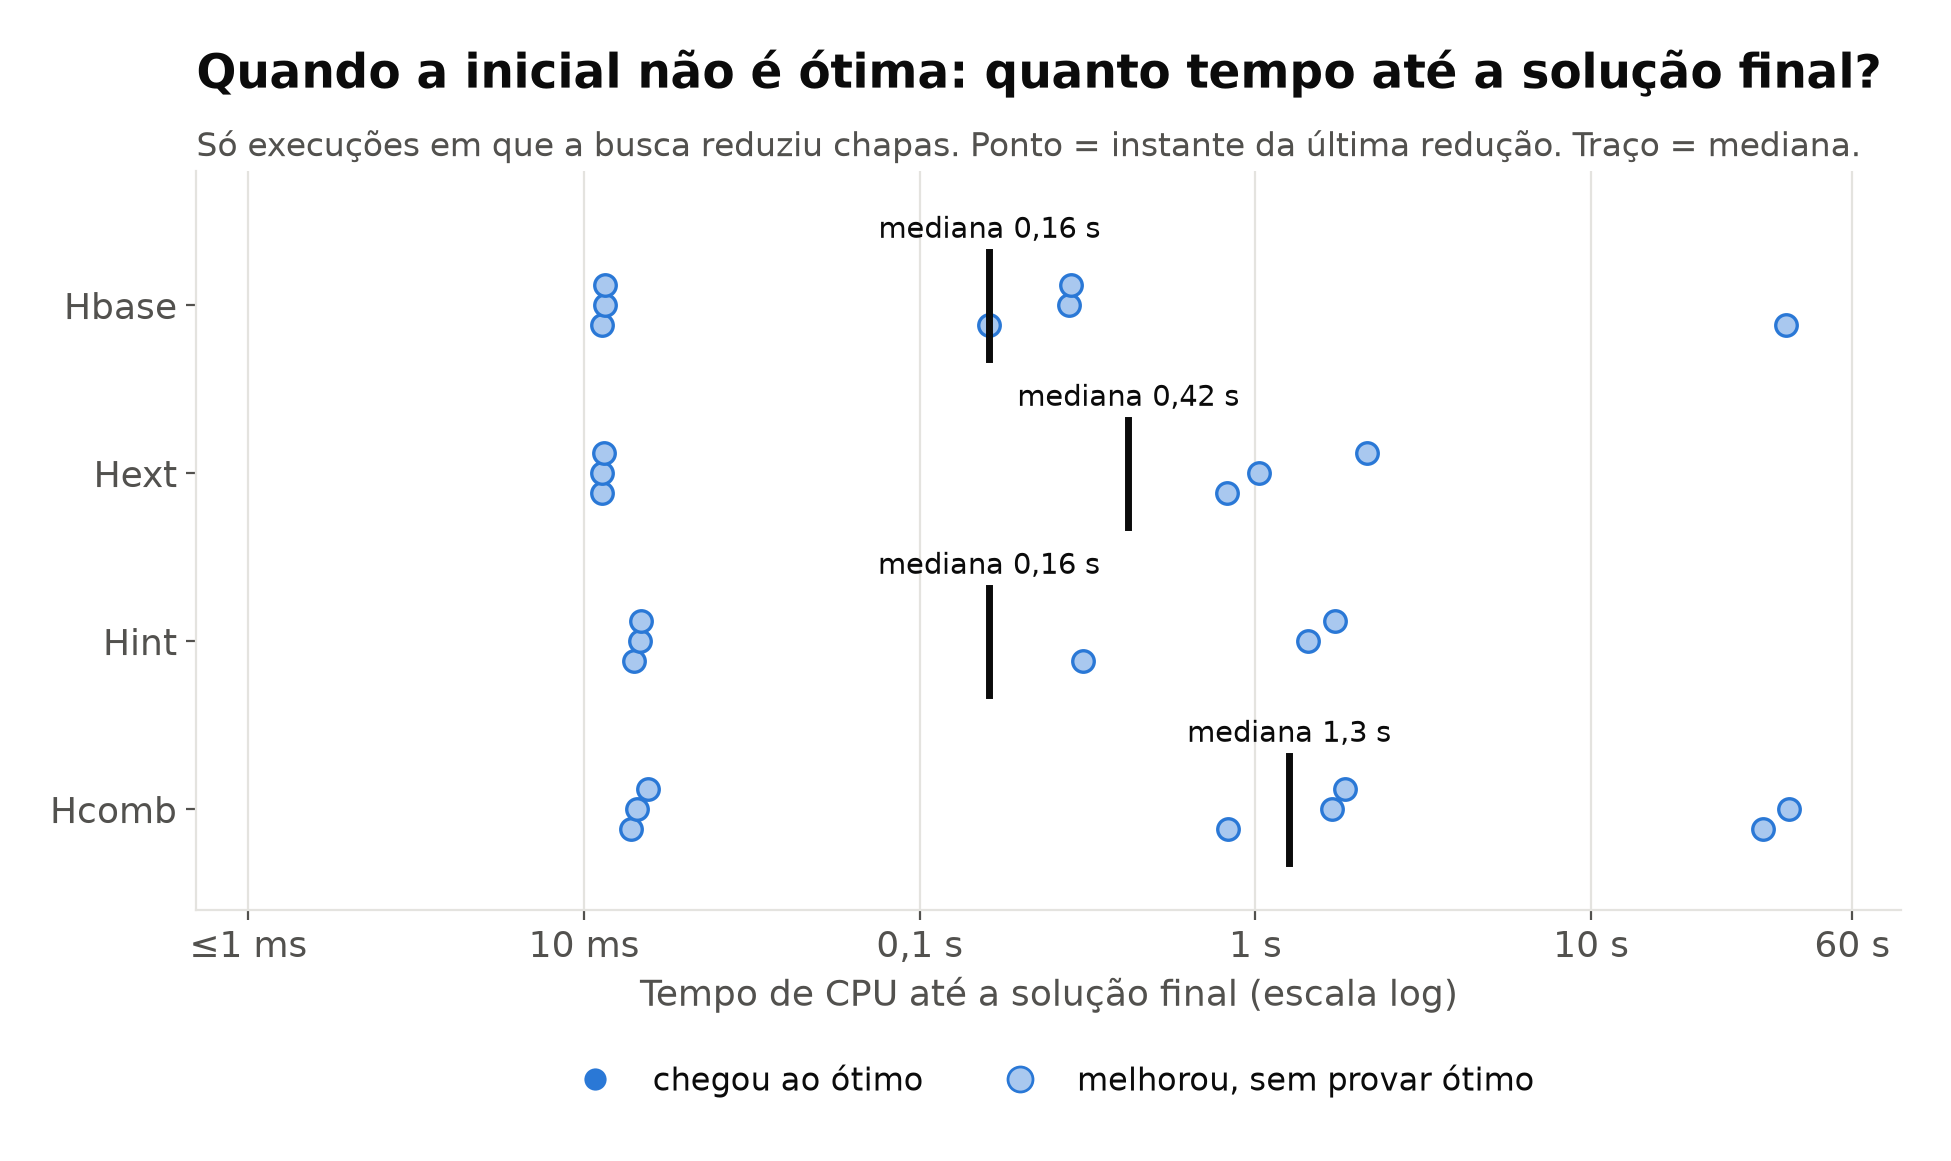 Quando a inicial não é ótima: quanto tempo até a solução final?
Só execuções em que a busca reduziu chapas. Ponto = instante da última redução. Traço = mediana.
mediana 0,16 s
Hbase
mediana 0,42 s
Hext
mediana 0,16 s
Hint
mediana 1,3 s
Hcomb
≤1 ms 10 ms 0,1 s 1 s 10 s 60 s
Tempo de CPU até a solução final (escala log)
chegou ao ótimo melhorou, sem provar ótimo